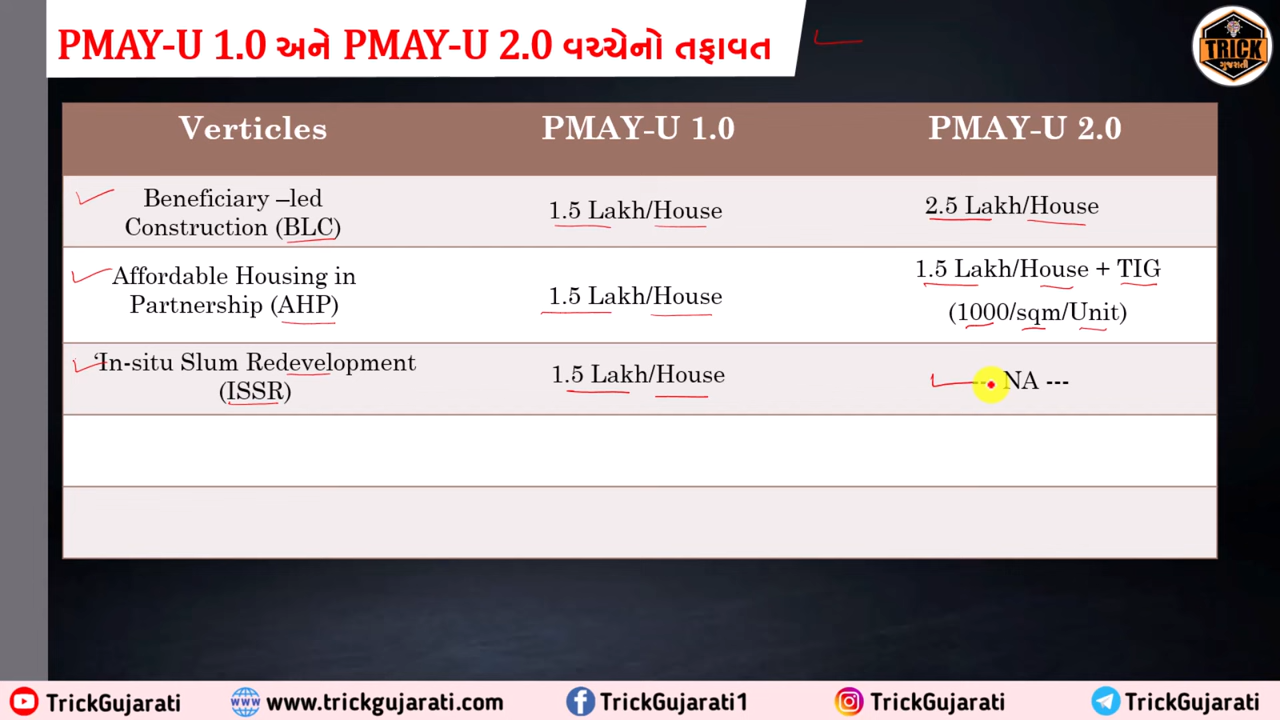 PMAY-U 1.0 અને PMAY-U 2.0 વચ્ચેનો તફાવત
TRICK
ગુજરાતી
Verticles
PMAY-U 1.0
PMAY-U 2.0
Beneficiary –led
Construction (BLC)
1.5 Lakh/House
2.5 Lakh/House
Affordable Housing in
Partnership (AHP)
1.5 Lakh/House
1.5 Lakh/House + TIG
(1000/sqm/Unit)
‘In-situ Slum Redevelopment
(ISSR)
1.5 Lakh/House
--- NA ---
TrickGujarati
www.trickgujarati.com
TrickGujarati1
TrickGujarati
TrickGujarati